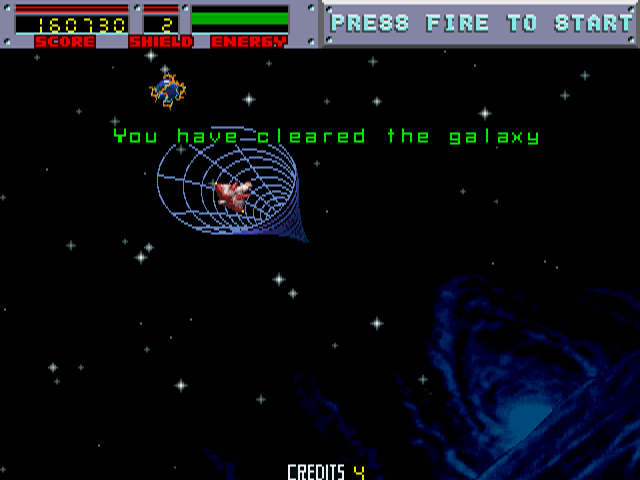 160730 2 PRESS FIRE TO START
SCORE SHIELD ENERGY
You have cleared the galaxy
CREDITS 4